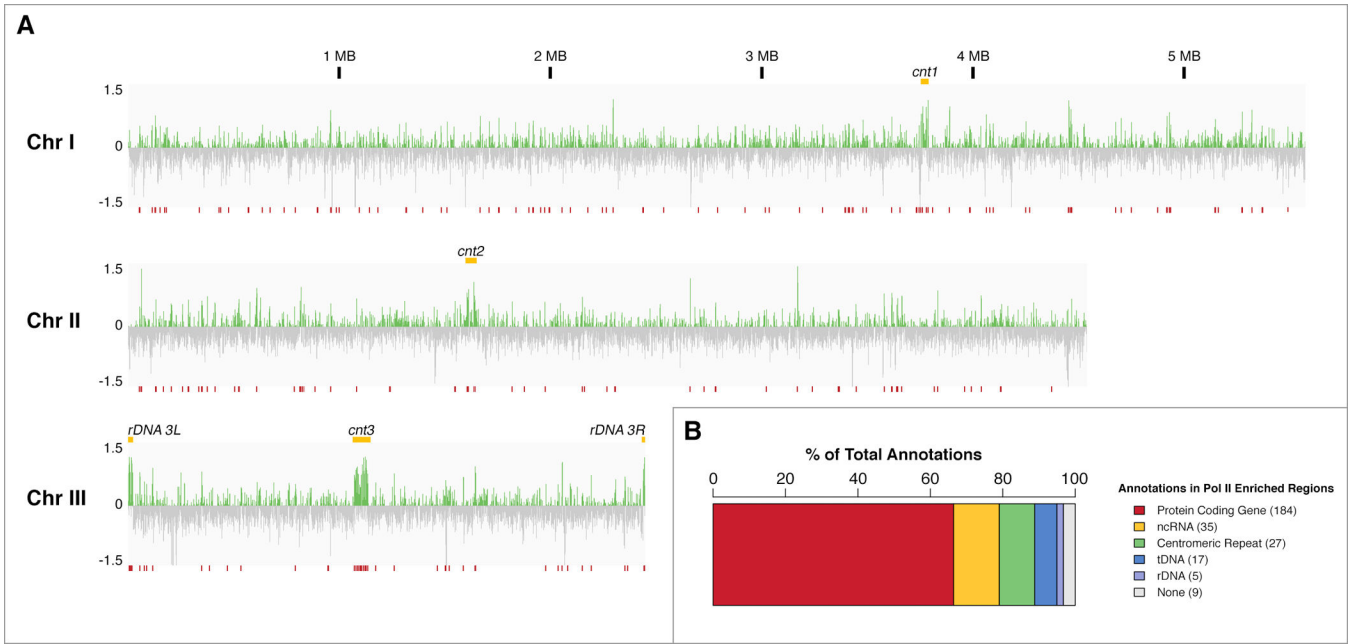 A
1 MB 2 MB 3 MB 4 MB 5 MB
cnt1
1.5
Chr I
0
-1.5
cnt2
1.5
Chr II
0
-1.5
rDNA 3L cnt3 rDNA 3R
1.5
Chr III
0
-1.5
B
% of Total Annotations
0 20 40 60 80 100
Annotations in Pol II Enriched Regions
Protein Coding Gene (184)
ncRNA (35)
Centromeric Repeat (27)
tDNA (17)
rDNA (5)
None (9)